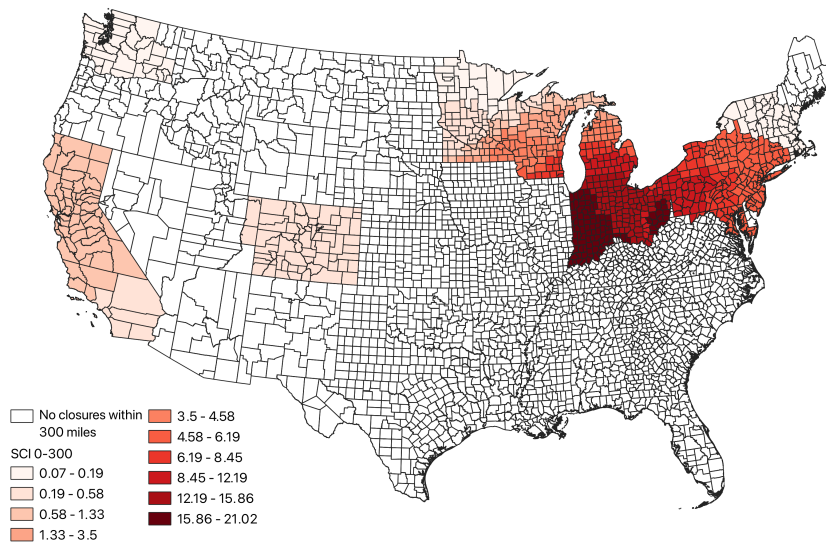 No closures within
300 miles
SCI 0-300
0.07 - 0.19
0.19 - 0.58
0.58 - 1.33
1.33 - 3.5
3.5 - 4.58
4.58 - 6.19
6.19 - 8.45
8.45 - 12.19
12.19 - 15.86
15.86 - 21.02